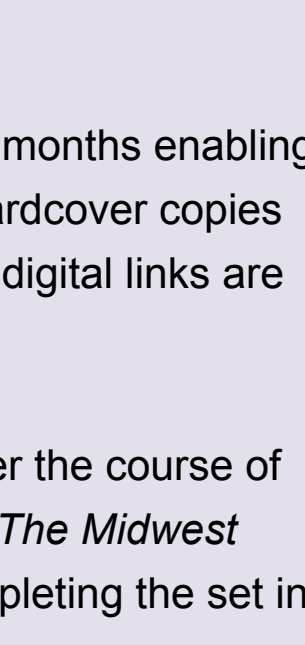 months enabling
ardcover copies
digital links are
er the course of
The Midwest
pleting the set in